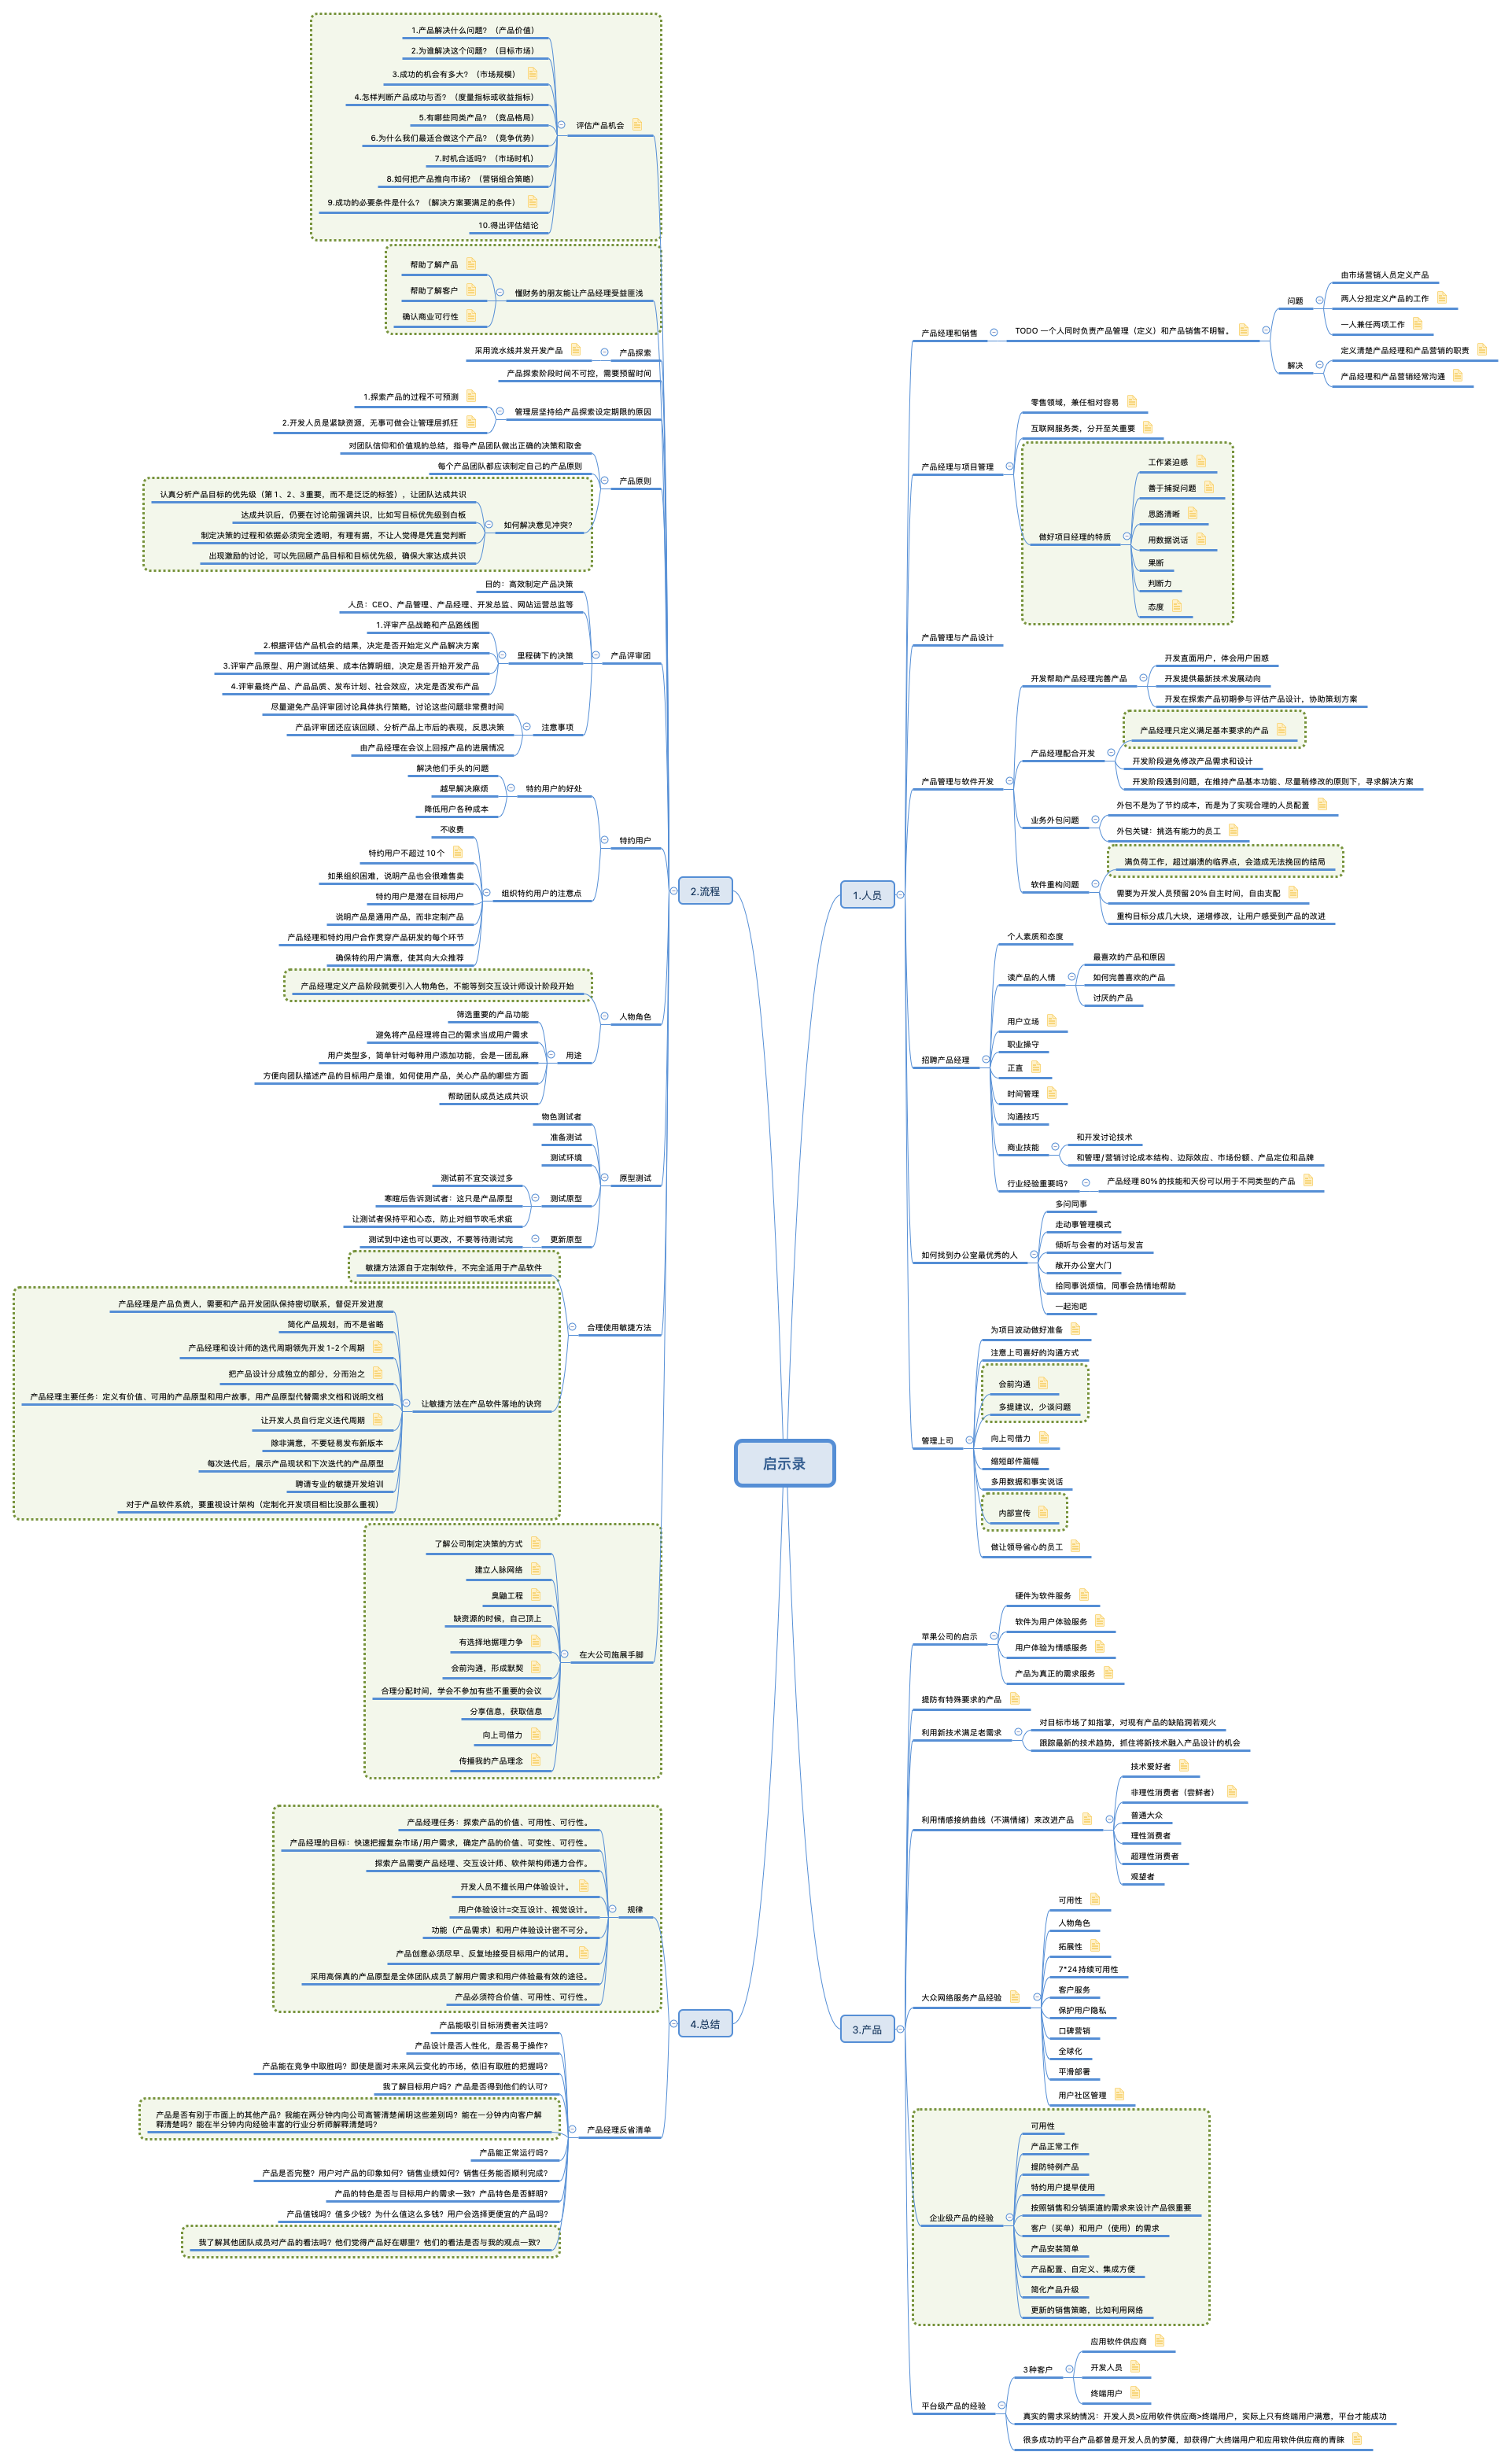 启示录
1.人员
产品经理和销售
TODO 一个人同时负责产品管理（定义）和产品销售不明智。
问题
由市场营销人员定义产品
两人分担定义产品的工作
一人兼任两项工作
解决
定义清楚产品经理和产品营销的职责
产品经理和产品营销经常沟通
产品经理与项目管理
零售领域，兼任相对容易
互联网服务类，分开至关重要
做好项目经理的特质
工作紧迫感
善于捕捉问题
思路清晰
用数据说话
果断
判断力
态度
产品管理与产品设计
产品管理与软件开发
开发帮助产品经理完善产品
开发直面用户，体会用户困惑
开发提供最新技术发展动向
开发在探索产品初期参与评估产品设计，协助策划方案
产品经理配合开发
产品经理只定义满足基本要求的产品
开发阶段避免修改产品需求和设计
开发阶段遇到问题，在维持产品基本功能、尽量稍修改的原则下，寻求解决方案
业务外包问题
外包不是为了节约成本，而是为了实现合理的人员配置
外包关键：挑选有能力的员工
软件重构问题
满负荷工作，超过崩溃的临界点，会造成无法挽回的结局
需要为开发人员预留20%自主时间，自由支配
重构目标分成几大块，递增修改，让用户感受到产品的改进
招聘产品经理
个人素质和态度
读产品的人情
最喜欢的产品和原因
如何完善喜欢的产品
讨厌的产品
用户立场
职业操守
正直
时间管理
沟通技巧
商业技能
和开发讨论技术
和管理/营销讨论成本结构、边际效应、市场份额、产品定位和品牌
行业经验重要吗？
产品经理80%的技能和天份可以用于不同类型的产品
如何找到办公室最优秀的人
多问同事
走动事管理模式
倾听与会者的对话与发言
敞开办公室大门
给同事说烦恼，同事会热情地帮助
一起泡吧
管理上司
为项目波动做好准备
注意上司喜好的沟通方式
会前沟通
多提建议，少谈问题
向上司借力
缩短邮件篇幅
多用数据和事实说话
内部宣传
做让领导省心的员工
2.流程
评估产品机会
1.产品解决什么问题？（产品价值）
2.为谁解决这个问题？（目标市场）
3.成功的机会有多大？（市场规模）
4.怎样判断产品成功与否？（度量指标或收益指标）
5.有哪些同类产品？（竞品格局）
6.为什么我们最适合做这个产品？（竞争优势）
7.时机合适吗？（市场时机）
8.如何把产品推向市场？（营销组合策略）
9.成功的必要条件是什么？（解决方案要满足的条件）
10.得出评估结论
懂财务的朋友能让产品经理受益匪浅
帮助了解产品
帮助了解客户
确认商业可行性
产品探索
采用流水线并发开发产品
产品探索阶段时间不可控，需要预留时间
管理层坚持给产品探索设定期限的原因
1.探索产品的过程不可预测
2.开发人员是紧缺资源，无事可做会让管理层抓狂
产品原则
对团队信仰和价值观的总结，指导产品团队做出正确的决策和取舍
每个产品团队都应该制定自己的产品原则
如何解决意见冲突？
认真分析产品目标的优先级（第1、2、3重要，而不是泛泛的标签），让团队达成共识
达成共识后，仍要在讨论前强调共识，比如写目标优先级到白板
制定决策的过程和依据必须完全透明，有理有据，不让人觉得是凭直觉判断
出现激励的讨论，可以先回顾产品目标和目标优先级，确保大家达成共识
产品评审团
目的：高效制定产品决策
人员：CEO、产品管理、产品经理、开发总监、网站运营总监等
里程碑下的决策
1.评审产品战略和产品路线图
2.根据评估产品机会的结果，决定是否开始定义产品解决方案
3.评审产品原型、用户测试结果、成本估算明细，决定是否开始开发产品
4.评审最终产品、产品品质、发布计划、社会效应，决定是否发布产品
注意事项
尽量避免产品评审团讨论具体执行策略，讨论这些问题非常费时间
产品评审团还应该回顾、分析产品上市后的表现，反思决策
由产品经理在会议上回报产品的进展情况
特约用户
特约用户的好处
解决他们手头的问题
越早解决麻烦
降低用户各种成本
组织特约用户的注意点
不收费
特约用户不超过10个
如果组织困难，说明产品也会很难售卖
特约用户是潜在目标用户
说明产品是通用产品，而非定制产品
产品经理和特约用户合作贯穿产品研发的每个环节
确保特约用户满意，使其向大众推荐
人物角色
产品经理定义产品阶段就要引入人物角色，不能等到交互设计师设计阶段开始
用途
筛选重要的产品功能
避免将产品经理将自己的需求当成用户需求
用户类型多，简单针对每种用户添加功能，会是一团乱麻
方便向团队描述产品的目标用户是谁，如何使用产品，关心产品的哪些方面
帮助团队成员达成共识
原型测试
物色测试者
准备测试
测试环境
测试原型
测试前不宜交谈过多
寒暄后告诉测试者：这只是产品原型
让测试者保持平和心态，防止对细节吹毛求疵
更新原型
测试到中途也可以更改，不要等待测试完
合理使用敏捷方法
敏捷方法源自于定制软件，不完全适用于产品软件
让敏捷方法在产品软件落地的诀窍
产品经理是产品负责人，需要和产品开发团队保持密切联系，督促开发进度
简化产品规划，而不是省略
产品经理和设计师的迭代周期领先开发1-2个周期
把产品设计分成独立的部分，分而治之
产品经理主要任务：定义有价值、可用的产品原型和用户故事，用产品原型代替需求文档和说明文档
让开发人员自行定义迭代周期
除非满意，不要轻易发布新版本
每次迭代后，展示产品现状和下次迭代的产品原型
聘请专业的敏捷开发培训
对于产品软件系统，要重视设计架构（定制化开发项目相比没那么重视）
在大公司施展手脚
了解公司制定决策的方式
建立人脉网络
臭鼬工程
缺资源的时候，自己顶上
有选择地据理力争
会前沟通，形成默契
合理分配时间，学会不参加有些不重要的会议
分享信息，获取信息
向上司借力
传播我的产品理念
3.产品
苹果公司的启示
硬件为软件服务
软件为用户体验服务
用户体验为情感服务
产品为真正的需求服务
提防有特殊要求的产品
利用新技术满足老需求
对目标市场了如指掌，对现有产品的缺陷洞若观火
跟踪最新的技术趋势，抓住将新技术融入产品设计的机会
利用情感接纳曲线（不满情绪）来改进产品
技术爱好者
非理性消费者（尝鲜者）
普通大众
理性消费者
超理性消费者
观望者
大众网络服务产品经验
可用性
人物角色
拓展性
7*24持续可用性
客户服务
保护用户隐私
口碑营销
全球化
平滑部署
用户社区管理
企业级产品的经验
可用性
产品正常工作
提防特例产品
特约用户提早使用
按照销售和分销渠道的需求来设计产品很重要
客户（买单）和用户（使用）的需求
产品安装简单
产品配置、自定义、集成方便
简化产品升级
更新的销售策略，比如利用网络
平台级产品的经验
3种客户
应用软件供应商
开发人员
终端用户
真实的需求采纳情况：开发人员>应用软件供应商>终端用户，实际上只有终端用户满意，平台才能成功
很多成功的平台产品都曾是开发人员的梦魇，却获得广大终端用户和应用软件供应商的青睐
4.总结
规律
产品经理任务：探索产品的价值、可用性、可行性。
产品经理的目标：快速把握复杂市场/用户需求，确定产品的价值、可变性、可行性。
探索产品需要产品经理、交互设计师、软件架构师通力合作。
开发人员不擅长用户体验设计。
用户体验设计=交互设计、视觉设计。
功能（产品需求）和用户体验设计密不可分。
产品创意必须尽早、反复地接受目标用户的试用。
采用高保真的产品原型是全体团队成员了解用户需求和用户体验最有效的途径。
产品必须符合价值、可用性、可行性。
产品经理反省清单
产品能吸引目标消费者关注吗？
产品设计是否人性化，是否易于操作？
产品能在竞争中取胜吗？即使是面对未来风云变化的市场，依旧有取胜的把握吗？
我了解目标用户吗？产品是否得到他们的认可？
产品是否有别于市面上的其他产品？我能在两分钟内向公司高管清楚阐明这些差别吗？能在一分钟内向客户解
释清楚吗？能在半分钟内向经验丰富的行业分析师解释清楚吗？
产品能正常运行吗？
产品是否完整？用户对产品的印象如何？销售业绩如何？销售任务能否顺利完成？
产品的特色是否与目标用户的需求一致？产品特色是否鲜明？
产品值钱吗？值多少钱？为什么值这么多钱？用户会选择更便宜的产品吗？
我了解其他团队成员对产品的看法吗？他们觉得产品好在哪里？他们的看法是否与我的观点一致？